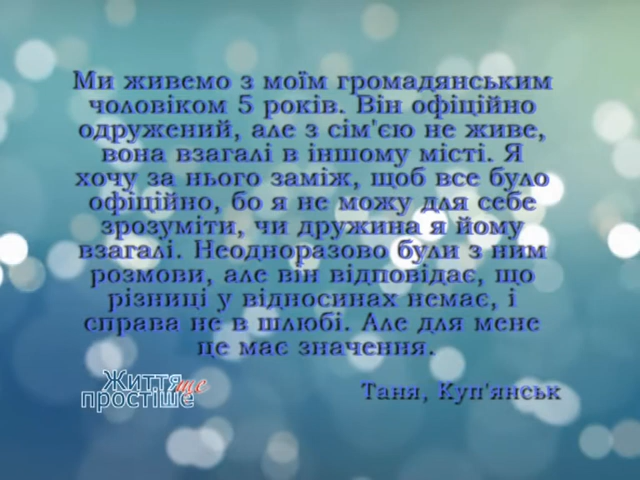 Ми живемо з моїм громадянським
чоловіком 5 років. Він офіційно
одружений, але з сім'єю не живе,
вона взагалі в іншому місті. Я
хочу за нього заміж, щоб все було
офіційно, бо я не можу для себе
зрозуміти, чи дружина я йому
взагалі. Неодноразово були з ним
розмови, але він відповідає, що
різниці у відносинах немає, і
справа не в шлюбі. Але для мене
це має значення.
Таня, Куп'янськ
Життя ще
простіше